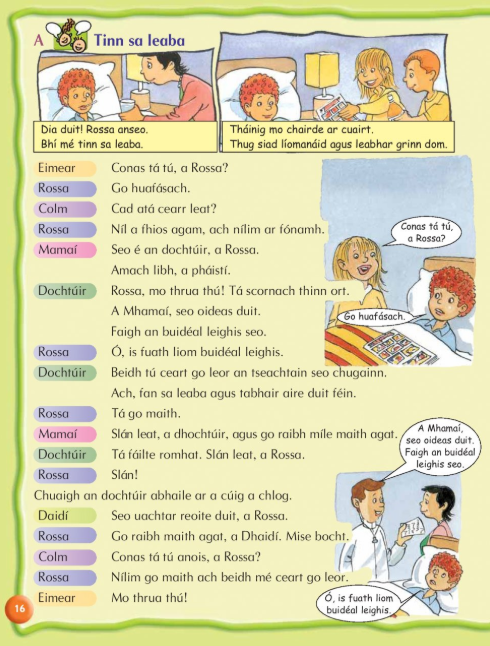 A Tinn sa leaba
Dia duit! Rossa anseo.
Bhí mé tinn sa leaba.
Tháinig mo chairde ar cuairt.
Thug siad líomanáid agus leabhar grinn dom.
Eimear Conas tá tú, a Rossa?
Rossa Go huafásach.
Colm Cad atá cearr leat?
Rossa Níl a fhios agam, ach nílim ar fónamh.
Mamaí Seo é an dochtúir, a Rossa.
Amach libh, a pháistí.
Dochtúir Rossa, mo thrua thú! Tá scornach thinn ort.
A Mhamaí, seo oideas duit.
Faigh an buidéal leighis seo.
Rossa Ó, is fuath liom buidéal leighis.
Dochtúir Beidh tú ceart go leor an tseachtain seo chugainn.
Ach, fan sa leaba agus tabhair aire duit féin.
Rossa Tá go maith.
Mamaí Slán leat, a dhochtúir, agus go raibh míle maith agat.
Dochtúir Tá fáilte romhat. Slán leat, a Rossa.
Rossa Slán!
Chuaigh an dochtúir abhaile ar a cúig a chlog.
Daidí Seo uachtar reoite duit, a Rossa.
Rossa Go raibh maith agat, a Dhaidí. Mise bocht.
Colm Conas tá tú anois, a Rossa?
Rossa Nílim go maith ach beidh mé ceart go leor.
Eimear Mo thrua thú!
Conas tá tú,
a Rossa?
Go huafásach.
A Mhamaí,
seo oideas duit.
Faigh an buidéal
leighis seo.
Ó, is fuath liom
buidéal leighis.
16